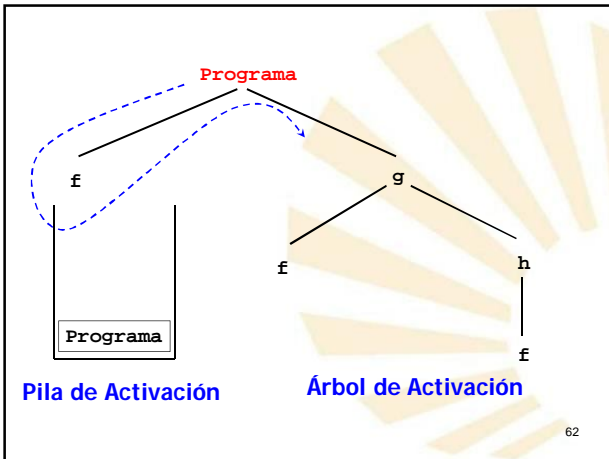 Programa
f
g
f
h
Programa
f
Pila de Activación
Árbol de Activación
62